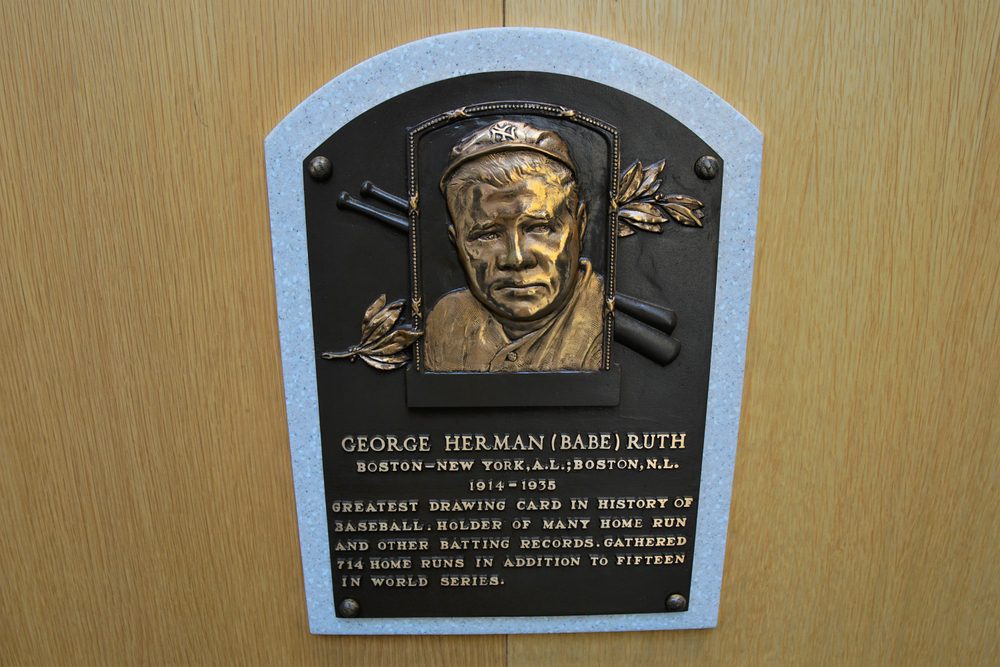 NY
GEORGE HERMAN (BABE) RUTH
BOSTON-NEW YORK, A.L.; BOSTON, N.L.
1914-1935
GREATEST DRAWING CARD IN HISTORY OF
BASEBALL. HOLDER OF MANY HOME RUN
AND OTHER BATTING RECORDS. GATHERED
714 HOME RUNS IN ADDITION TO FIFTEEN
IN WORLD SERIES.